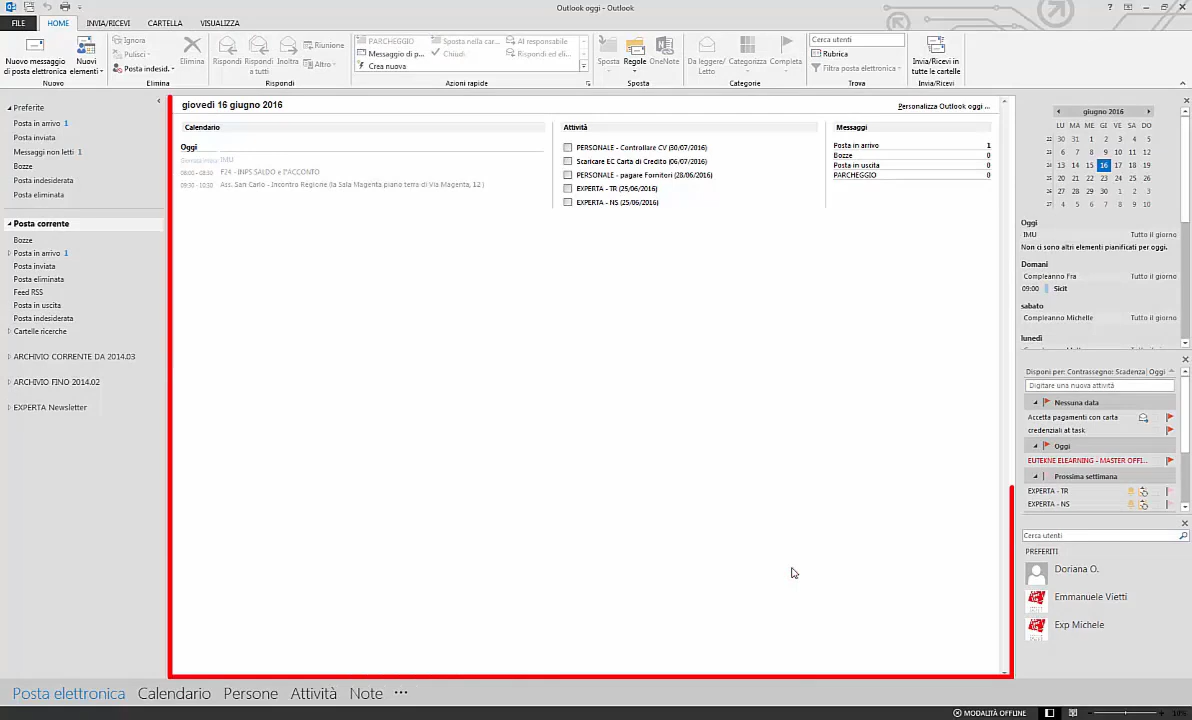 Outlook oggi - Outlook
FILE HOME INVIA/RICEVI CARTELLA VISUALIZZA
Nuovo messaggio di posta elettronica
Nuovi elementi
Nuovo
Ignora
Pulisci
Posta indesid.
Elimina
Elimina
Rispondi
Rispondi a tutti
Inoltra
Riunione
Altro
Rispondi
PARCHEGGIO
Messaggio di p...
Crea nuova
Sposta nella car...
Chiudi
Al responsabile
Rispondi ed eli...
Azioni rapide
Sposta
Regole
OneNote
Sposta
Da leggere/Letto
Categorizza
Completa
Categorie
Cerca utenti
Rubrica
Filtra posta elettronica
Trova
Invia/Ricevi in tutte le cartelle
Invia/Ricevi
Preferite
Posta in arrivo 1
Posta inviata
Messaggi non letti 1
Bozze
Posta indesiderata
Posta eliminata
Posta corrente
Bozze
Posta in arrivo 1
Posta inviata
Posta eliminata
Feed RSS
Posta in uscita
Posta indesiderata
Cartelle ricerche
ARCHIVIO CORRENTE DA 2014.03
ARCHIVIO FINO 2014.02
EXPERTA Newsletter
giovedì 16 giugno 2016
Personalizza Outlook oggi ...
Calendario
Oggi
IMU
08:00 - 08:30 F24 - INPS SALDO e I°ACCONTO
09:30 - 10:30 Ass. San Carlo - Incontro Regione (la Sala Magenta piano terra di Via Magenta, 12 )
Attività
PERSONALE - Controllare CV (30/07/2016)
Scaricare EC Carta di Credito (06/07/2016)
PERSONALE - pagare Fornitori (28/06/2016)
EXPERTA - TR (25/06/2016)
EXPERTA - NS (25/06/2016)
Messaggi
Posta in arrivo 1
Bozze 0
Posta in uscita 0
PARCHEGGIO 0
giugno 2016
LU MA ME GI VE SA DO
22 30 31 1 2 3 4 5
23 6 7 8 9 10 11 12
24 13 14 15 16 17 18 19
25 20 21 22 23 24 25 26
26 27 28 29 30 1 2 3
27 4 5 6 7 8 9 10
Oggi
IMU Tutto il giorno
Non ci sono altri elementi pianificati per oggi.
Domani
Compleanno Fra Tutto il giorno
09:00 Sicit
sabato
Compleanno Michelle Tutto il giorno
lunedì
Disponi per: Contrassegno: Scadenza Oggi
Digitare una nuova attività
Nessuna data
Accetta pagamenti con carta
credenziali at task
Oggi
EUTEKNE ELEARNING - MASTER OFFI...
Prossima settimana
EXPERTA - TR
EXPERTA - NS
Cerca utenti
PREFERITI
Doriana O.
Emmanuele Vietti
Exp Michele
Posta elettronica Calendario Persone Attività Note ...
MODALITÀ OFFLINE